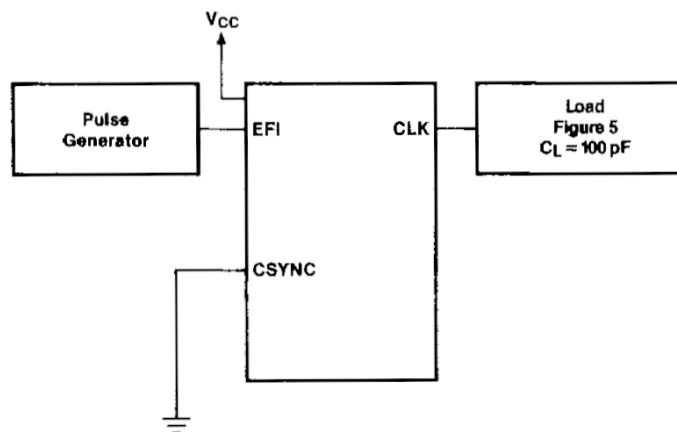 VCC
Pulse
Generator
EFI
CLK
Load
Figure 5
CL = 100 pF
CSYNC